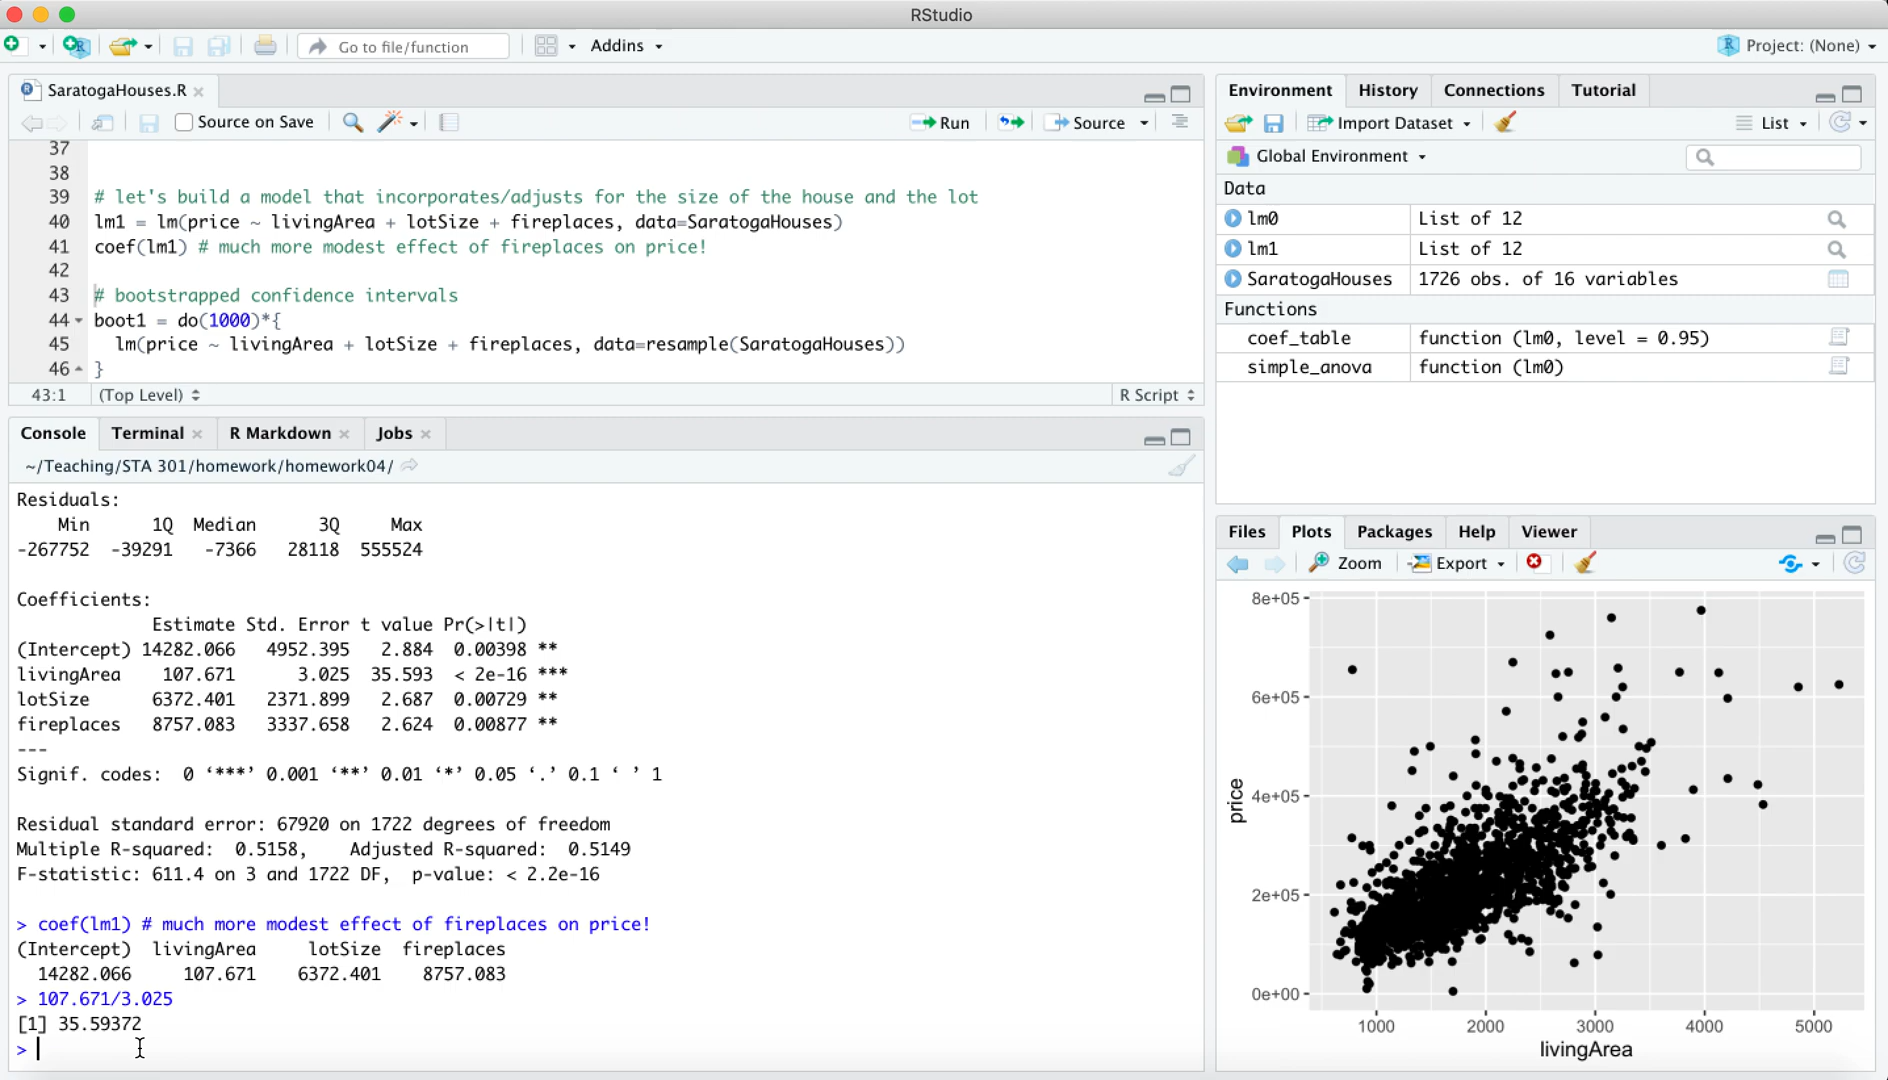 RStudio
Go to file/function
Addins
Project: (None)
SaratogaHouses.R
Source on Save
Run
Source
37
38
39 # let's build a model that incorporates/adjusts for the size of the house and the lot
40 lm1 = lm(price ~ livingArea + lotSize + fireplaces, data=SaratogaHouses)
41 coef(lm1) # much more modest effect of fireplaces on price!
42
43 # bootstrapped confidence intervals
44 boot1 = do(1000)*{
45 lm(price ~ livingArea + lotSize + fireplaces, data=resample(SaratogaHouses))
46 }
43:1 (Top Level) R Script
Console Terminal R Markdown Jobs
~/Teaching/STA 301/homework/homework04/
Residuals:
Min 1Q Median 3Q Max
-267752 -39291 -7366 28118 555524
Coefficients:
Estimate Std. Error t value Pr(>|t|)
(Intercept) 14282.066 4952.395 2.884 0.00398 **
livingArea 107.671 3.025 35.593 < 2e-16 ***
lotSize 6372.401 2371.899 2.687 0.00729 **
fireplaces 8757.083 3337.658 2.624 0.00877 **
---
Signif. codes: 0 ‘***’ 0.001 ‘**’ 0.01 ‘*’ 0.05 ‘.’ 0.1 ‘ ’ 1
Residual standard error: 67920 on 1722 degrees of freedom
Multiple R-squared: 0.5158, Adjusted R-squared: 0.5149
F-statistic: 611.4 on 3 and 1722 DF, p-value: < 2.2e-16
> coef(lm1) # much more modest effect of fireplaces on price!
(Intercept) livingArea lotSize fireplaces
14282.066 107.671 6372.401 8757.083
> 107.671/3.025
[1] 35.59372
>
Environment History Connections Tutorial
Import Dataset List
Global Environment
Data
lm0 List of 12
lm1 List of 12
SaratogaHouses 1726 obs. of 16 variables
Functions
coef_table function (lm0, level = 0.95)
simple_anova function (lm0)
Files Plots Packages Help Viewer
Zoom Export
8e+05
6e+05
4e+05
2e+05
0e+00
price
1000 2000 3000 4000 5000
livingArea